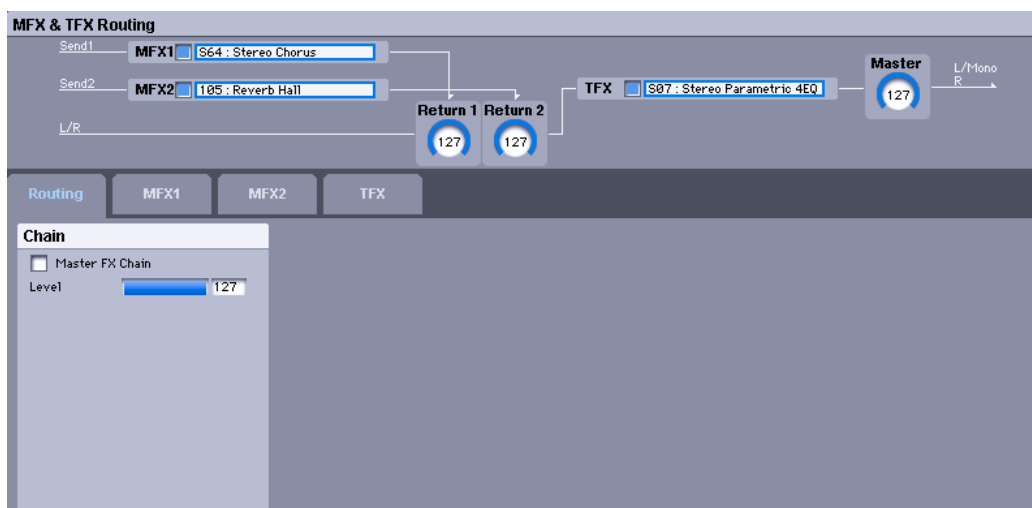 MFX & TFX Routing
Send1
MFX1 S64 : Stereo Chorus
Send2
MFX2 105 : Reverb Hall
L/R
Return 1 Return 2
127 127
TFX S07 : Stereo Parametric 4EQ
Master
127
L/Mono
R
Routing MFX1 MFX2 TFX
Chain
Master FX Chain
Level 127